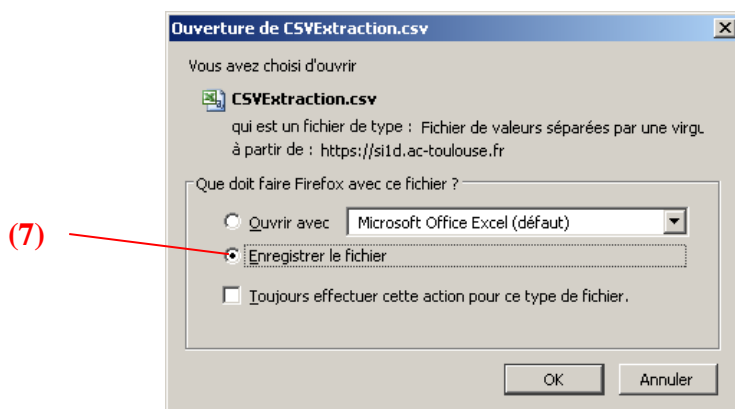 Ouverture de CSVExtraction.csv
Vous avez choisi d'ouvrir
CSVExtraction.csv
qui est un fichier de type : Fichier de valeurs séparées par une virgu
à partir de : https://si1d.ac-toulouse.fr
Que doit faire Firefox avec ce fichier ?
Ouvrir avec Microsoft Office Excel (défaut)
(7)
Enregistrer le fichier
Toujours effectuer cette action pour ce type de fichier.
OK Annuler